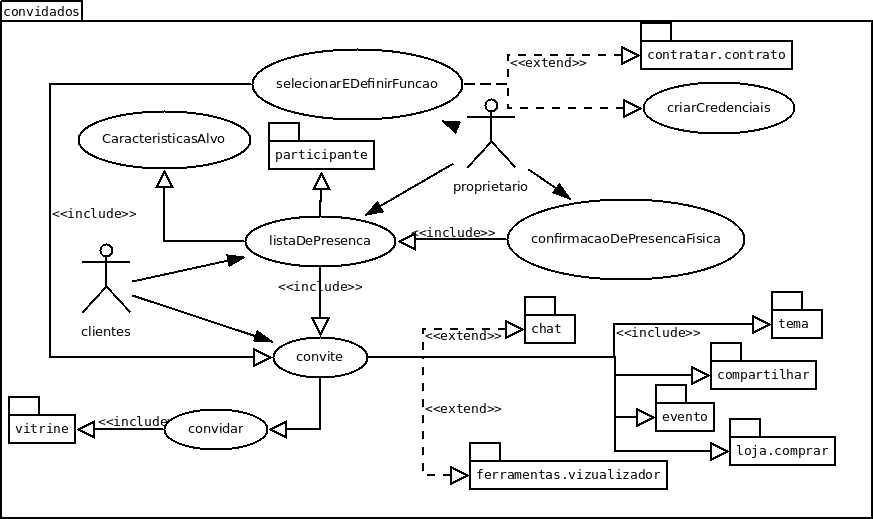 convidados
selecionarEDefinirFuncao
<<extend>>
contratar.contrato
criarCredenciais
CaracteristicasAlvo
participante
proprietario
<<include>>
listaDePresenca
<<include>>
confirmacaoDePresencaFisica
clientes
<<include>>
convite
<<extend>>
chat
<<include>>
tema
compartilhar
<<extend>>
evento
vitrine
<<include
convidar
loja.comprar
ferramentas.vizualizador